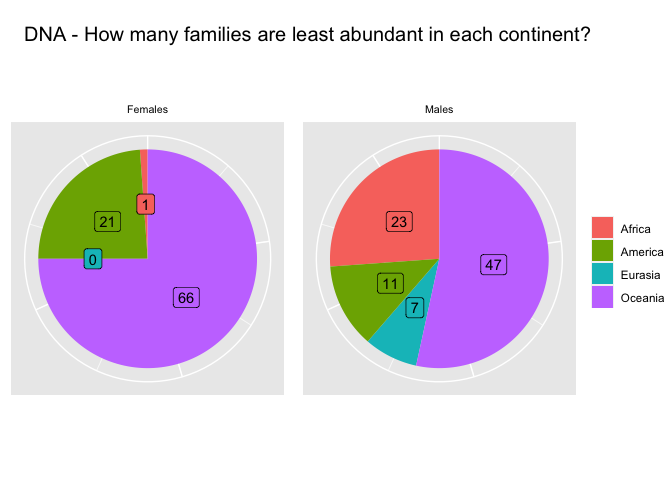 DNA - How many families are least abundant in each continent?
Females
Males
1
21
0
66
23
47
11
7
Africa
America
Eurasia
Oceania